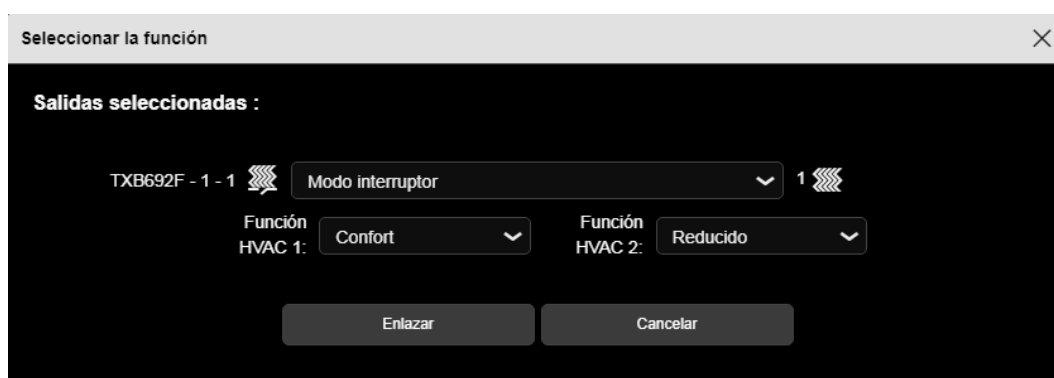 Seleccionar la función
Salidas seleccionadas :
TXB692F - 1 - 1 Modo interruptor 1
Función HVAC 1: Confort Función HVAC 2: Reducido
Enlazar Cancelar